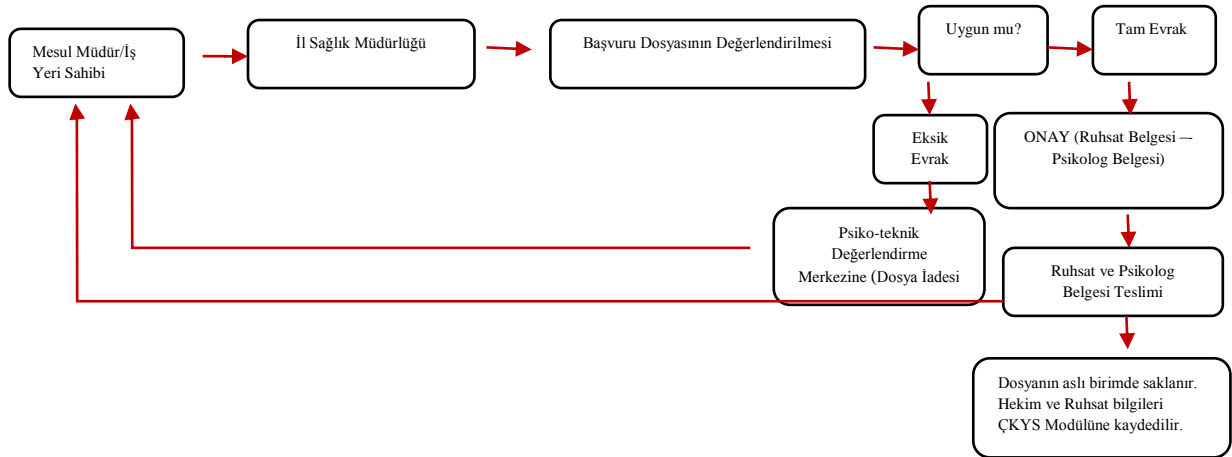 Mesul Müdür/İş
Yeri Sahibi
İl Sağlık Müdürlüğü
Başvuru Dosyasının Değerlendirilmesi
Uygun mu?
Tam Evrak
Eksik
Evrak
ONAY (Ruhsat Belgesi –-
Psikolog Belgesi)
Psiko-teknik
Değerlendirme
Merkezine (Dosya İadesi
Ruhsat ve Psikolog
Belgesi Teslimi
Dosyanın aslı birimde saklanır.
Hekim ve Ruhsat bilgileri
ÇKYS Modülüne kaydedilir.